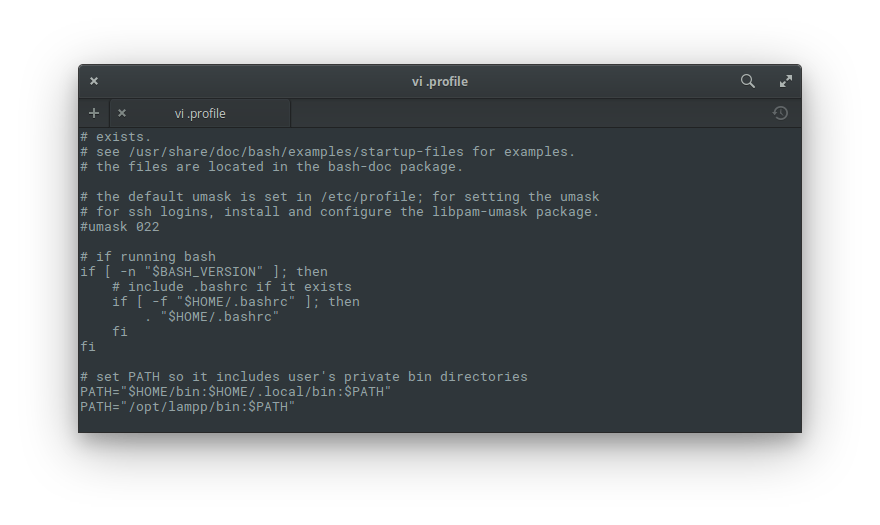 vi .profile
vi .profile
# exists.
# see /usr/share/doc/bash/examples/startup-files for examples.
# the files are located in the bash-doc package.

# the default umask is set in /etc/profile; for setting the umask
# for ssh logins, install and configure the libpam-umask package.
#umask 022

# if running bash
if [ -n "$BASH_VERSION" ]; then
    # include .bashrc if it exists
    if [ -f "$HOME/.bashrc" ]; then
        . "$HOME/.bashrc"
    fi
fi

# set PATH so it includes user's private bin directories
PATH="$HOME/bin:$HOME/.local/bin:$PATH"
PATH="/opt/lampp/bin:$PATH"